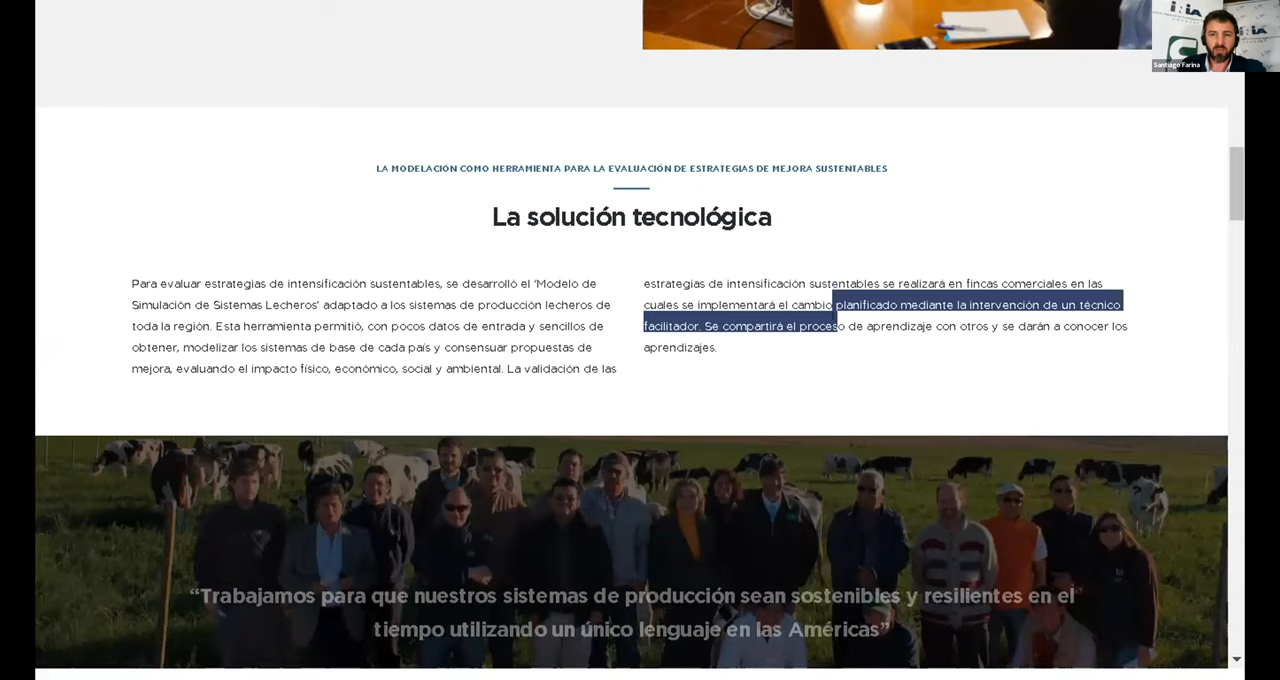 INIA
INIA
Santiago Farina
LA MODELACIÓN COMO HERRAMIENTA PARA LA EVALUACIÓN DE ESTRATEGIAS DE MEJORA SUSTENTABLES
La solución tecnológica
Para evaluar estrategias de intensificación sustentables, se desarrolló el 'Modelo de
Simulación de Sistemas Lecheros' adaptado a los sistemas de producción lecheros de
toda la región. Esta herramienta permitió, con pocos datos de entrada y sencillos de
obtener, modelizar los sistemas de base de cada país y consensuar propuestas de
mejora, evaluando el impacto físico, económico, social y ambiental. La validación de las
estrategias de intensificación sustentables se realizará en fincas comerciales en las
cuales se implementará el cambio planificado mediante la intervención de un técnico
facilitador. Se compartirá el proceso de aprendizaje con otros y se darán a conocer los
aprendizajes.
“Trabajamos para que nuestros sistemas de producción sean sostenibles y resilientes en el
tiempo utilizando un único lenguaje en las Américas”